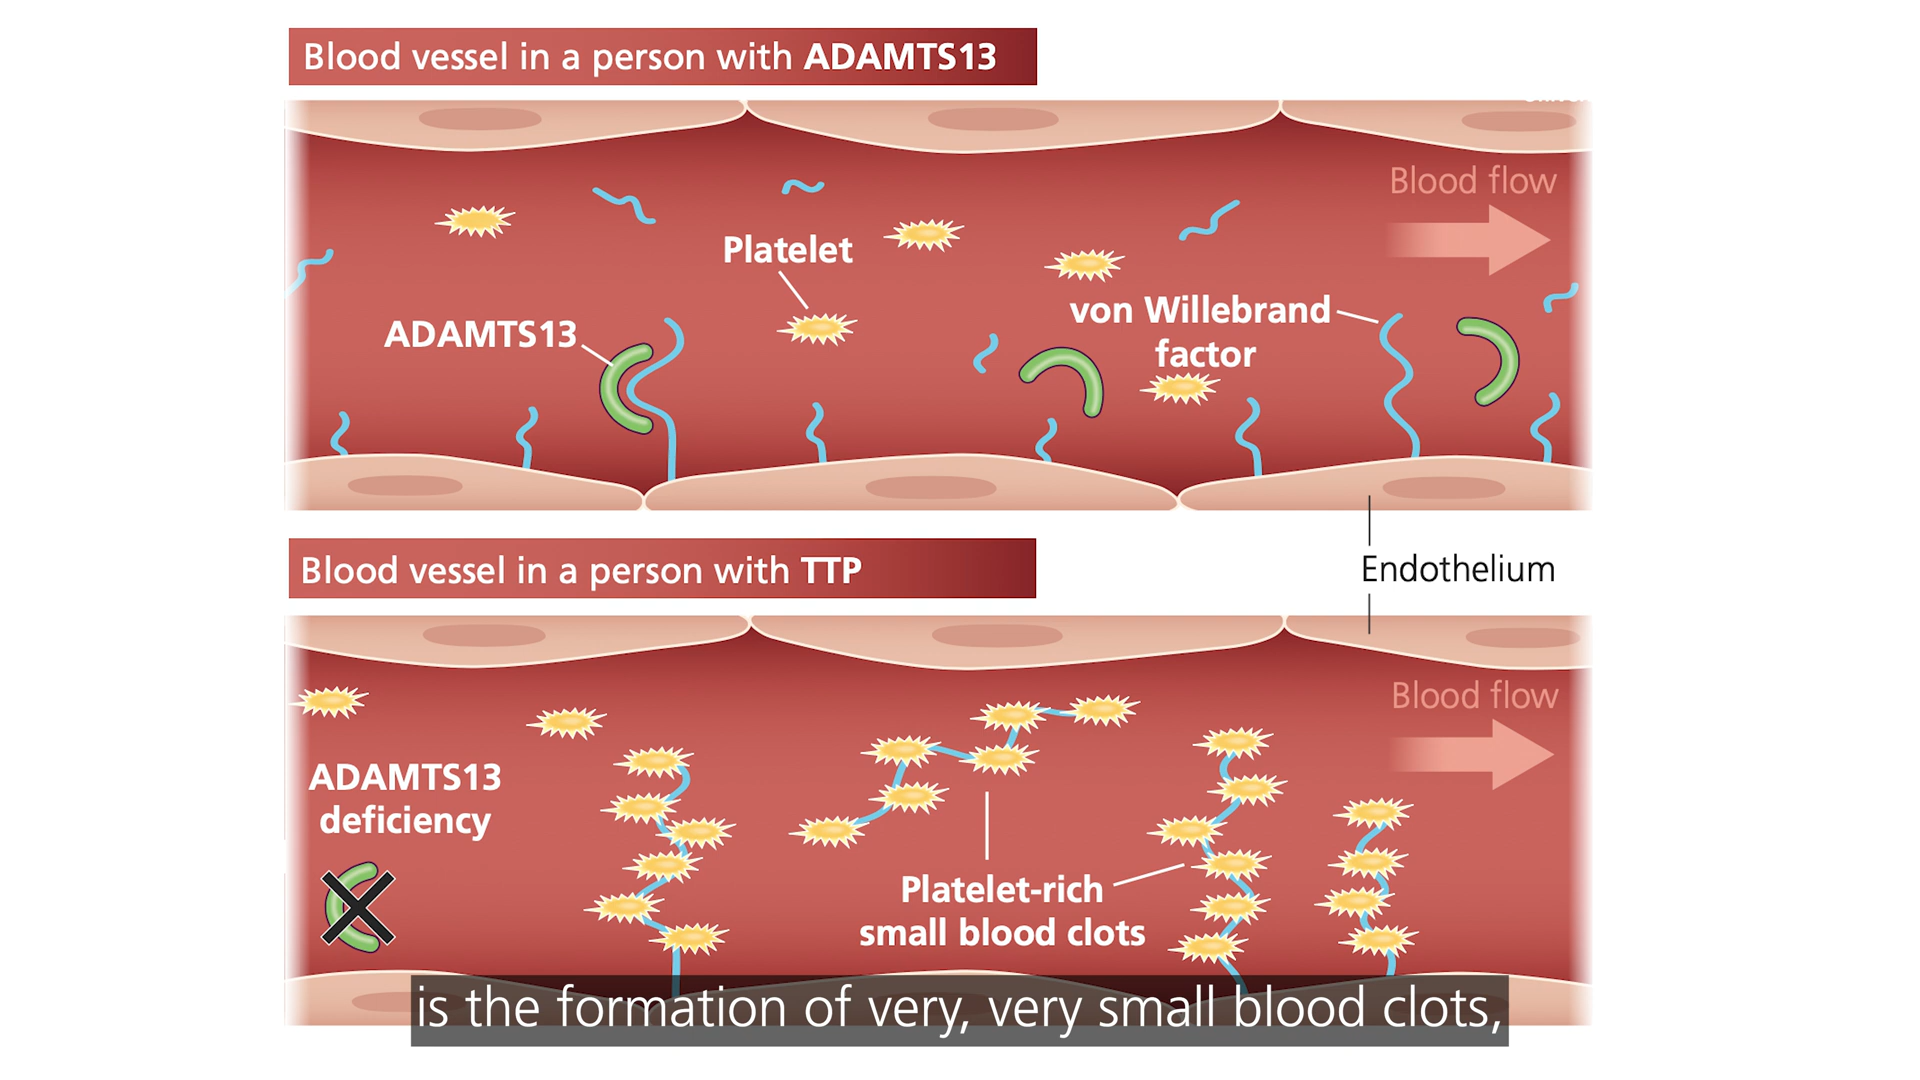 Blood vessel in a person with ADAMTS13
Blood flow
Platelet
von Willebrand
factor
ADAMTS13
Endothelium
Blood vessel in a person with TTP
Blood flow
ADAMTS13
deficiency
Platelet-rich
small blood clots
is the formation of very, very small blood clots,